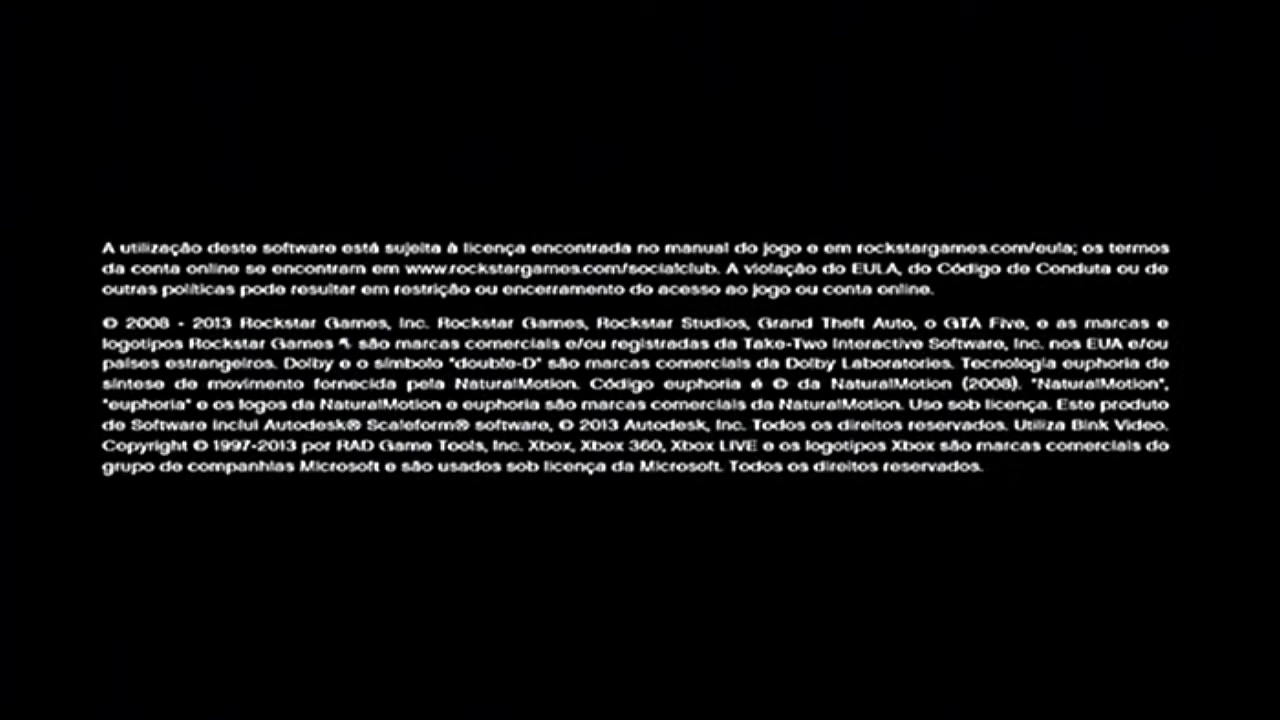 A utilização deste software está sujeita à licença encontrada no manual do jogo e em rockstargames.com/eula; os termos
da conta online se encontram em www.rockstargames.com/socialclub. A violação do EULA, do Código de Conduta ou de
outras políticas pode resultar em restrição ou encerramento do acesso ao jogo ou conta online.
© 2008 - 2013 Rockstar Games, Inc. Rockstar Games, Rockstar Studios, Grand Theft Auto, o GTA Five, e as marcas e
logotipos Rockstar Games são marcas comerciais e/ou registradas da Take-Two Interactive Software, Inc. nos EUA e/ou
países estrangeiros. Dolby e o símbolo "double-D" são marcas comerciais da Dolby Laboratories. Tecnologia euphoria de
síntese de movimento fornecida pela NaturalMotion. Código euphoria é © da NaturalMotion (2008). "NaturalMotion",
"euphoria" e os logos da NaturalMotion e euphoria são marcas comerciais da NaturalMotion. Uso sob licença. Este produto
de Software inclui Autodesk® Scaleform® software, © 2013 Autodesk, Inc. Todos os direitos reservados. Utiliza Bink Video.
Copyright © 1997-2013 por RAD Game Tools, Inc. Xbox, Xbox 360, Xbox LIVE e os logotipos Xbox são marcas comerciais do
grupo de companhias Microsoft e são usados sob licença da Microsoft. Todos os direitos reservados.